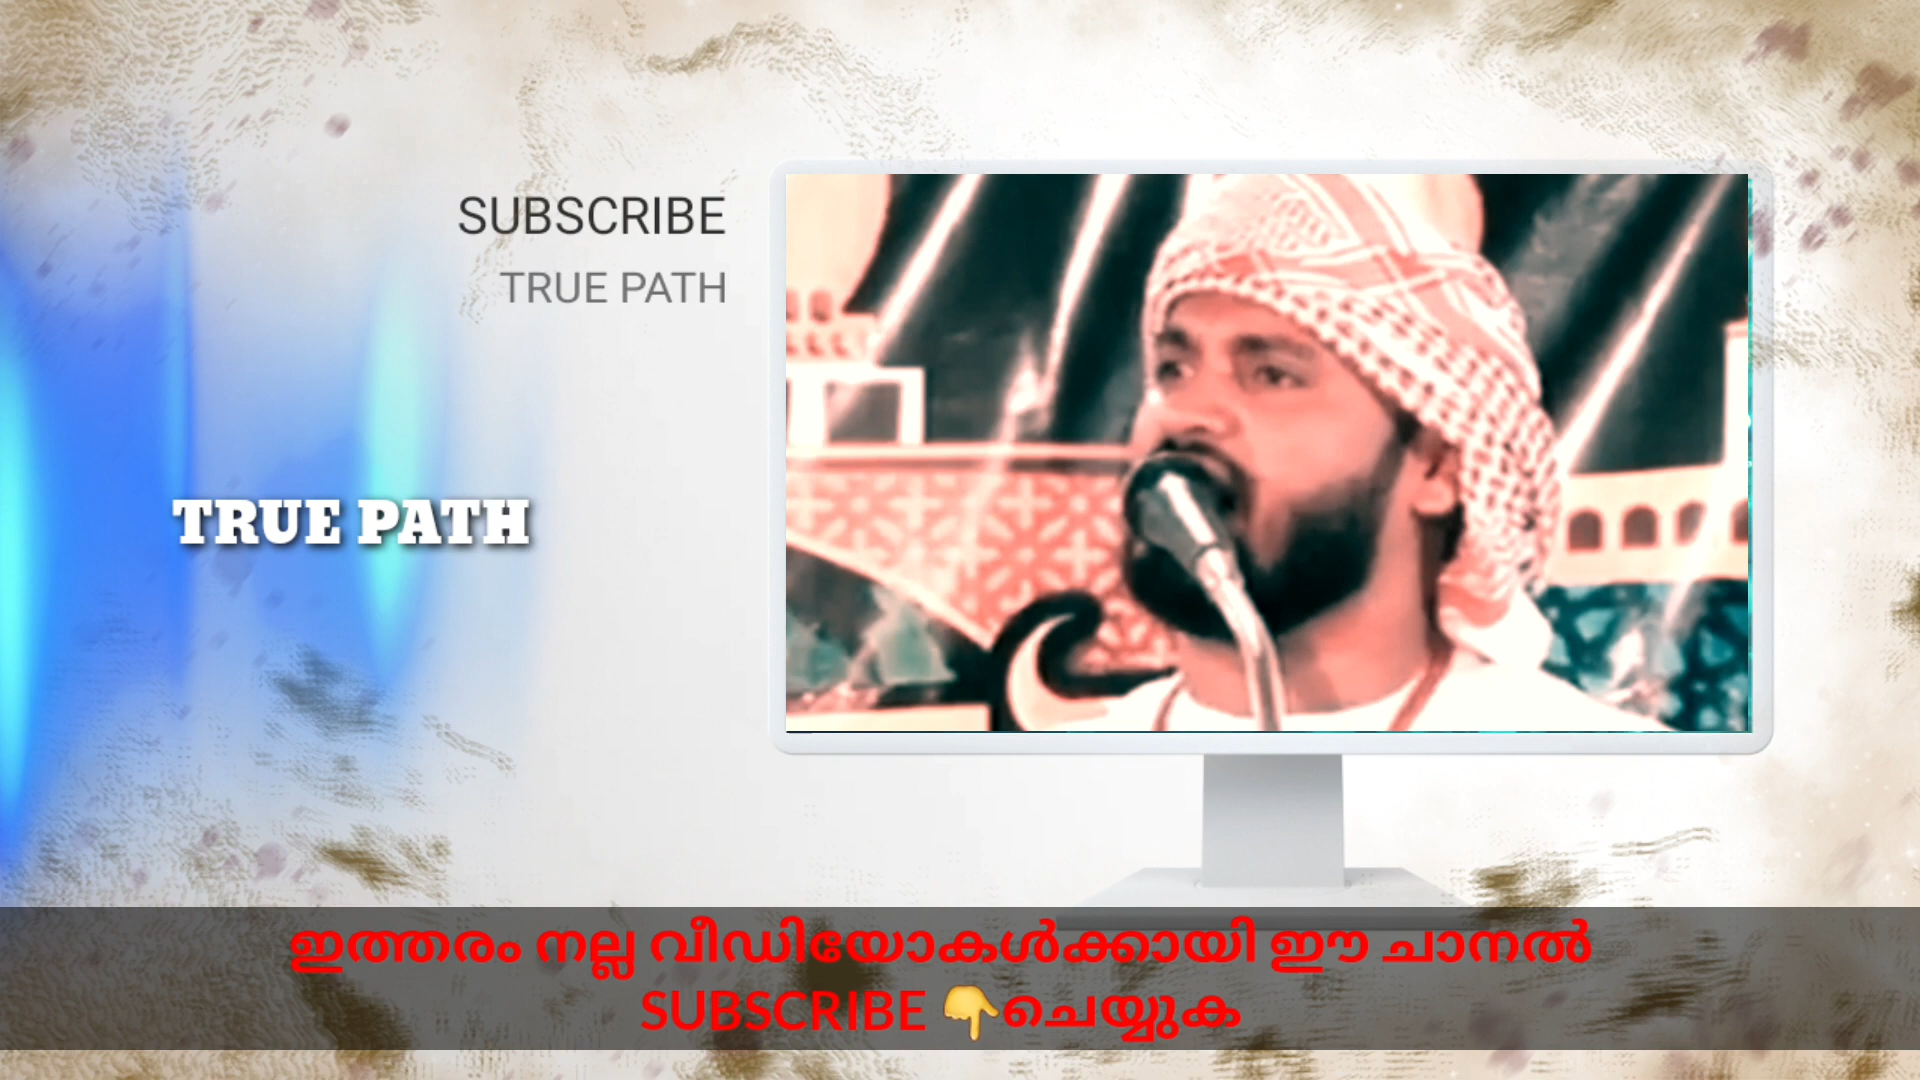 SUBSCRIBE
TRUE PATH
TRUE PATH
ഇത്തരം നല്ല വീഡിയോകൾക്കായി ഈ ചാനൽ
SUBSCRIBE 👇ചെയ്യുക